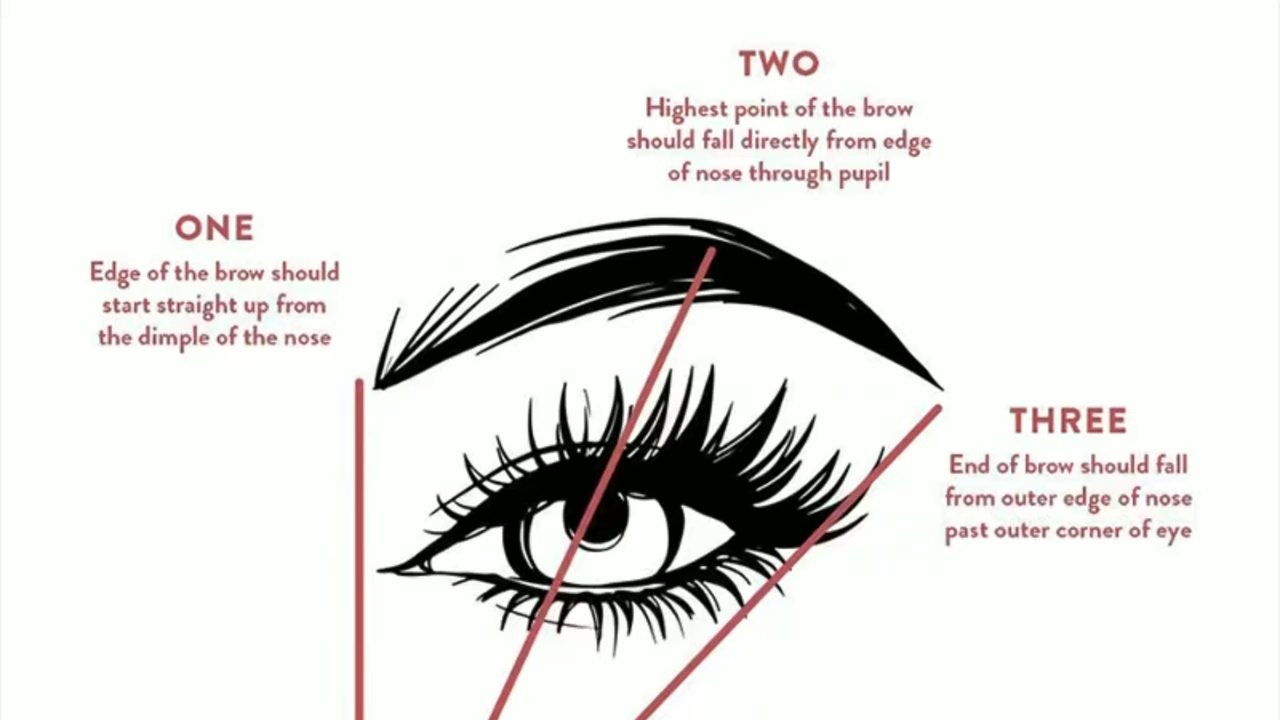 TWO
Highest point of the brow
should fall directly from edge
of nose through pupil
ONE
Edge of the brow should
start straight up from
the dimple of the nose
THREE
End of brow should fall
from outer edge of nose
past outer corner of eye